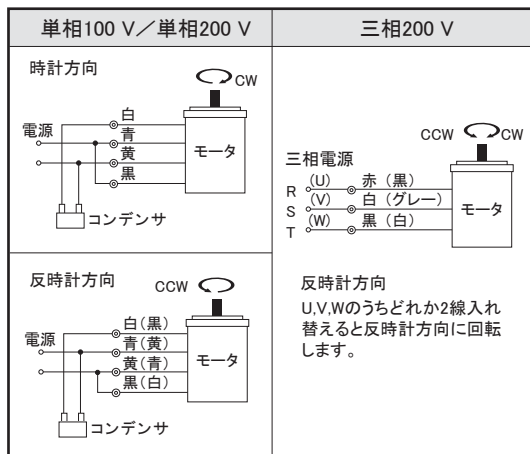 単相100 V／単相200 V
三相200 V
時計方向
CW
白
電源
青
黄
黒
モータ
コンデンサ
反時計方向
CCW
白(黒)
電源
青(黄)
黄(青)
黒(白)
モータ
コンデンサ
CCW CW
三相電源
R (U) 赤 (黒)
S (V) 白 (グレー)
T (W) 黒 (白)
モータ
反時計方向
U,V,Wのうちどれか2線入れ
替えると反時計方向に回転
します。